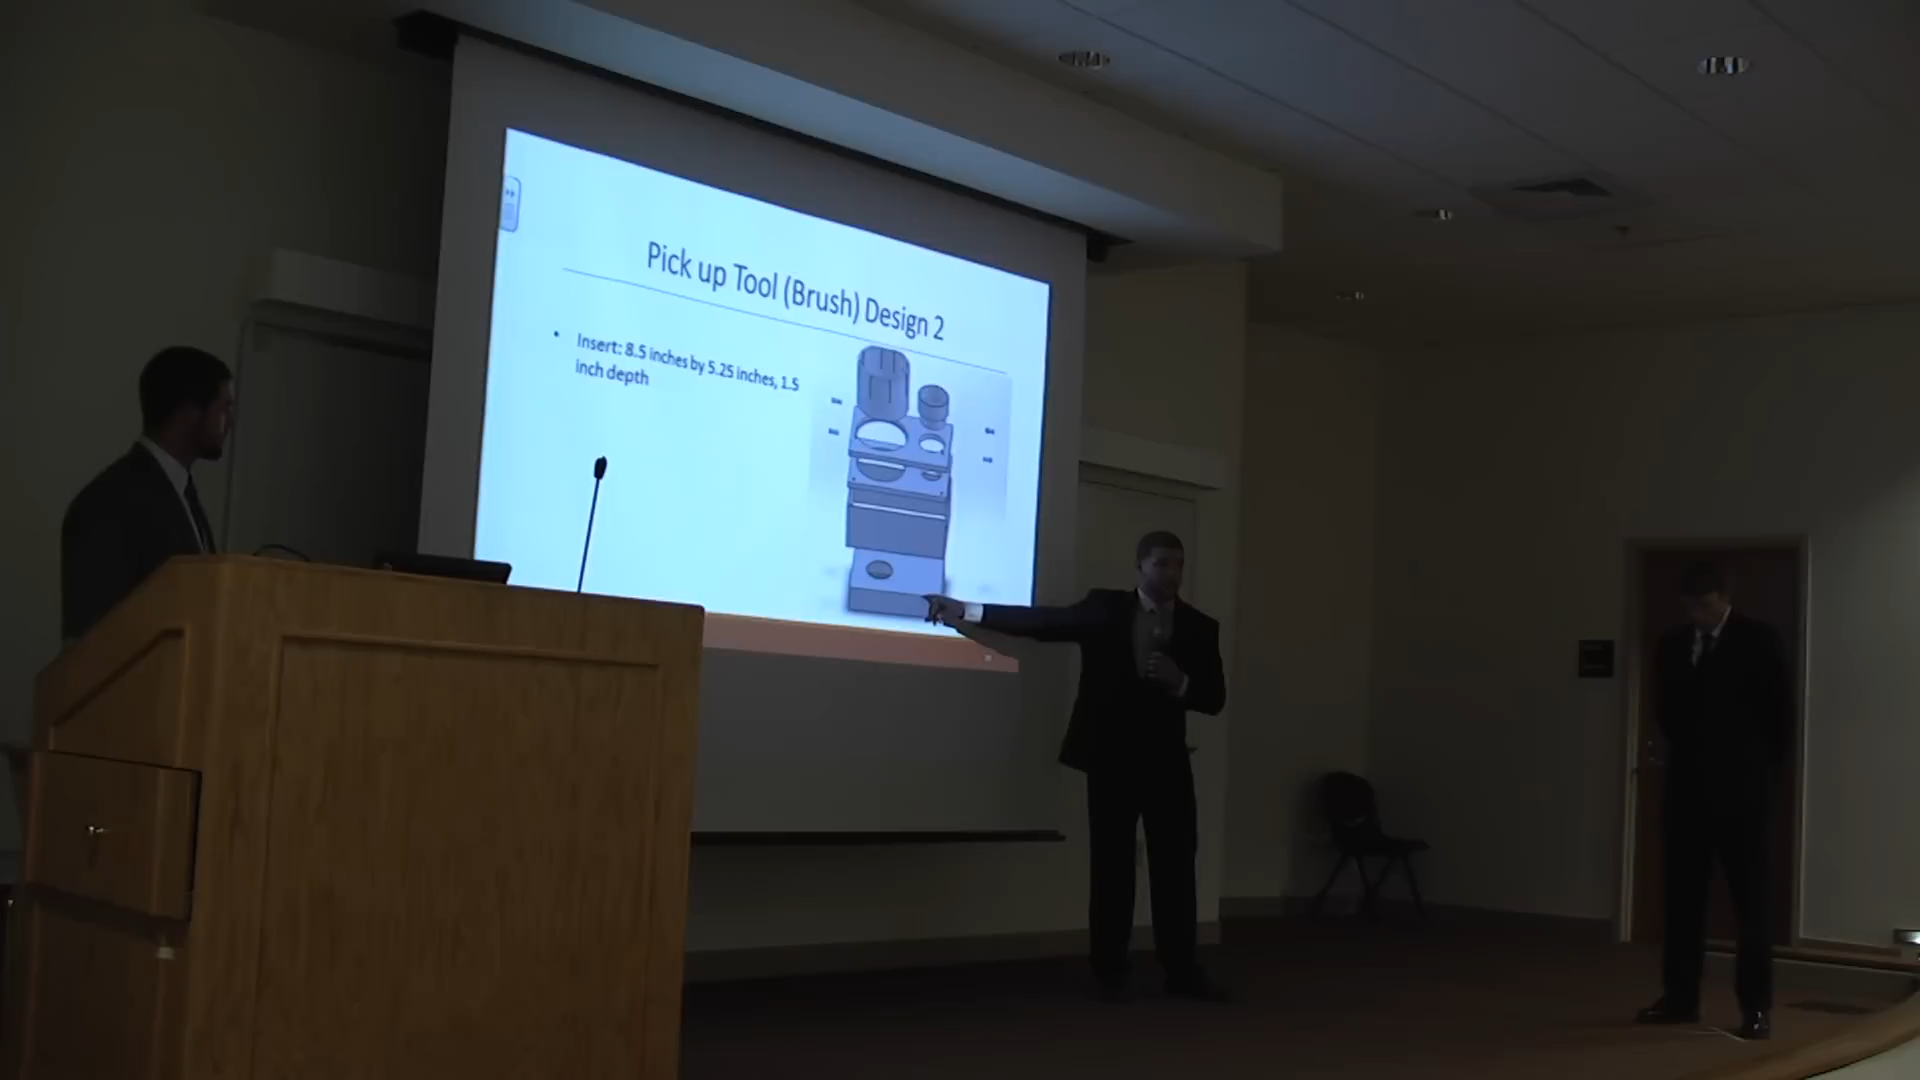 Pick up Tool (Brush) Design 2
• Insert: 8.5 inches by 5.25 inches, 1.5
inch depth